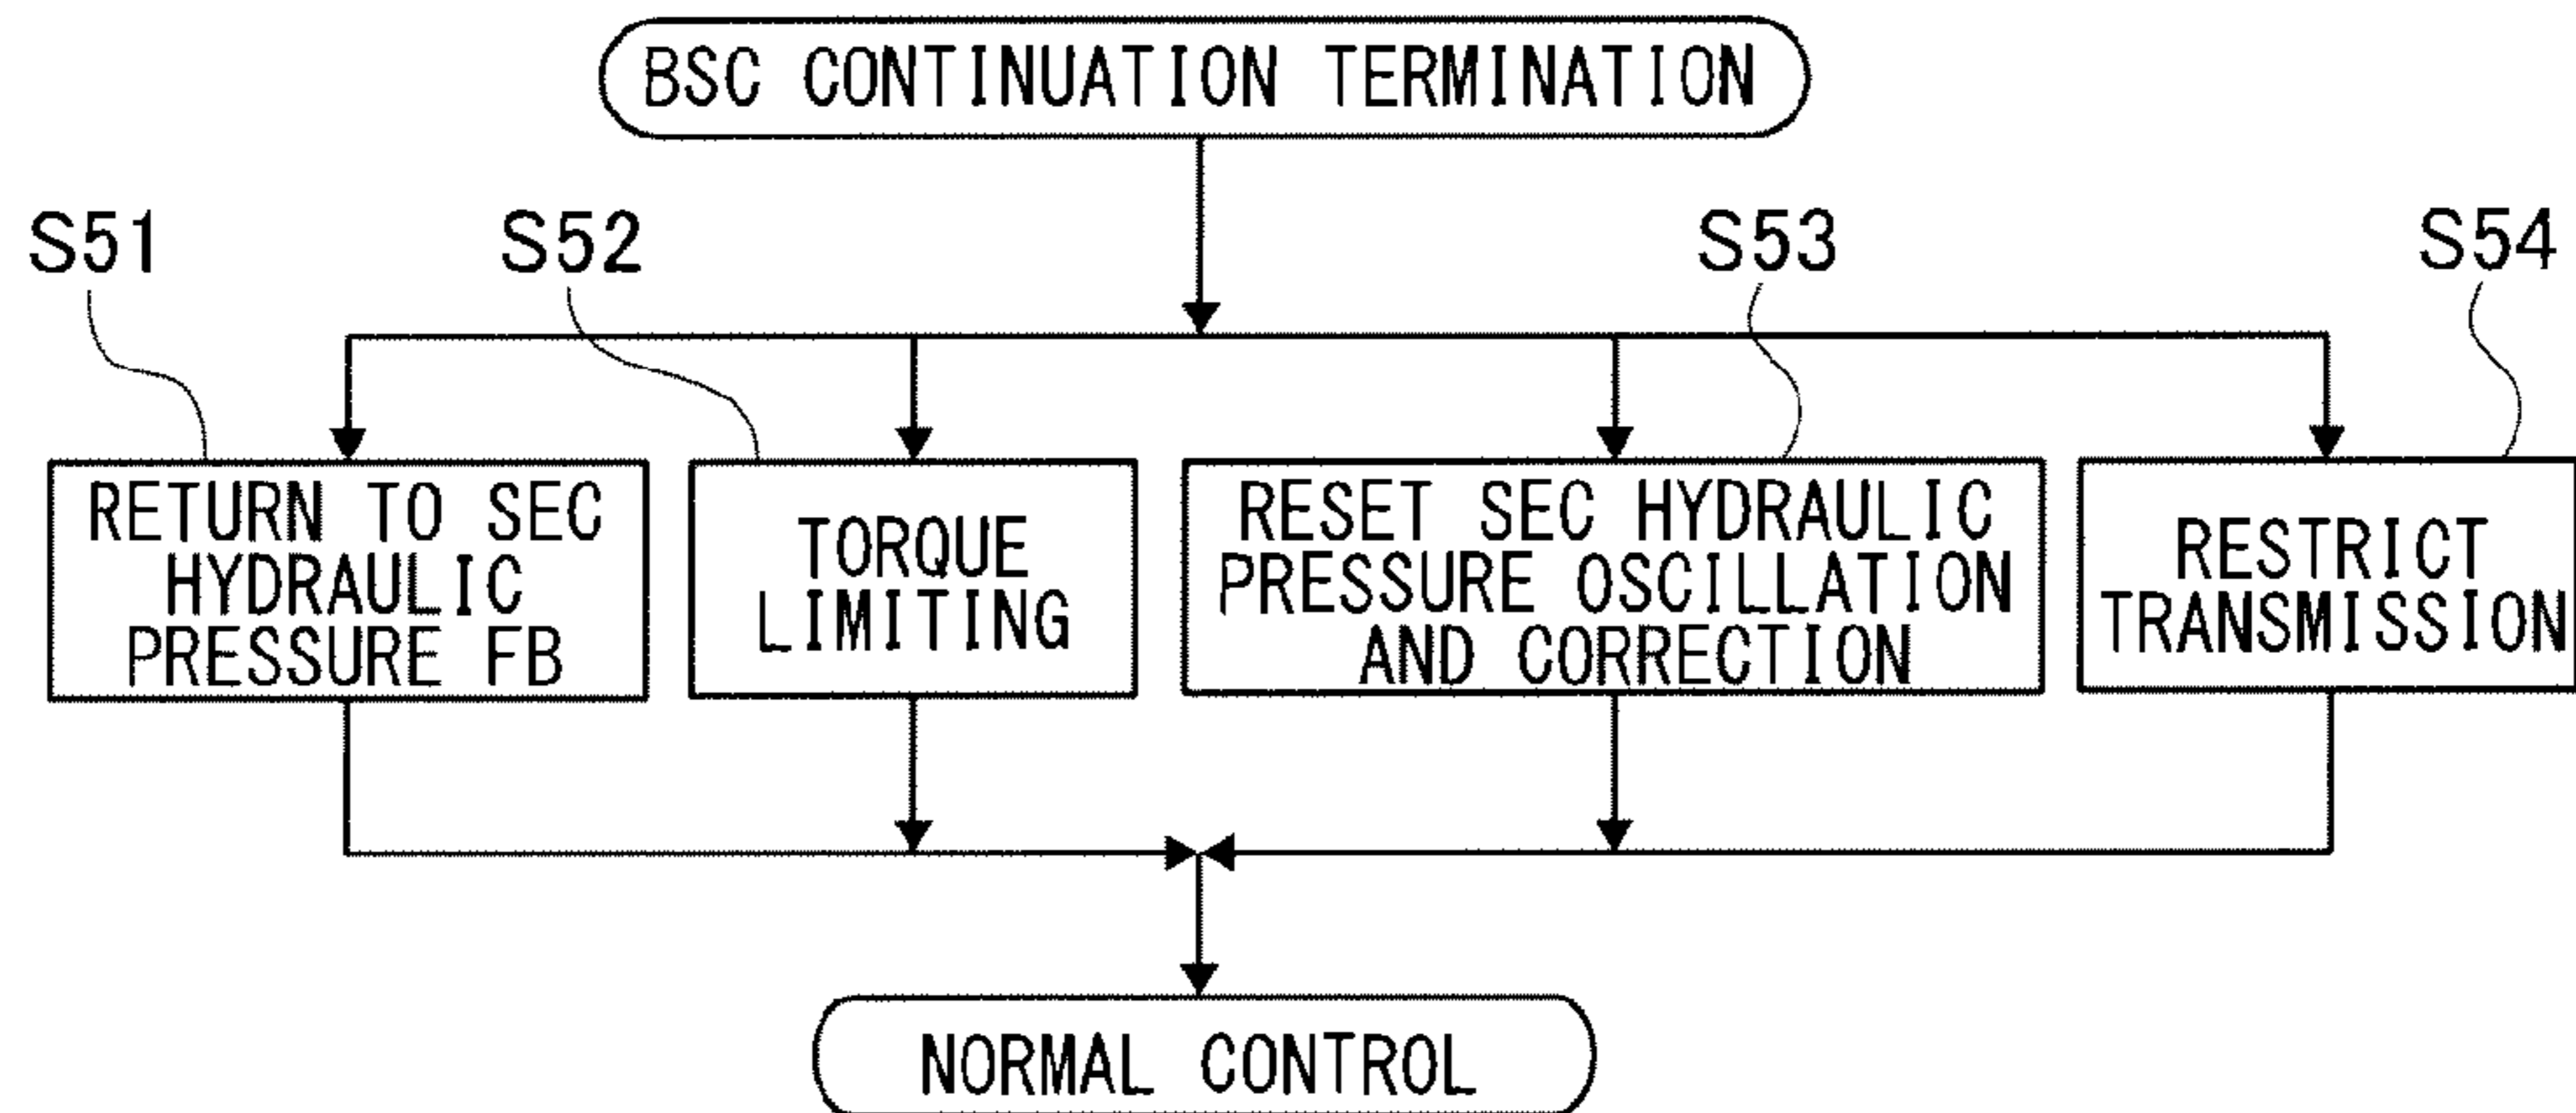 BSC CONTINUATION TERMINATION
S51
S52
S53
S54
RETURN TO SEC
HYDRAULIC
PRESSURE FB
TORQUE
LIMITING
RESET SEC HYDRAULIC
PRESSURE OSCILLATION
AND CORRECTION
RESTRICT
TRANSMISSION
NORMAL CONTROL